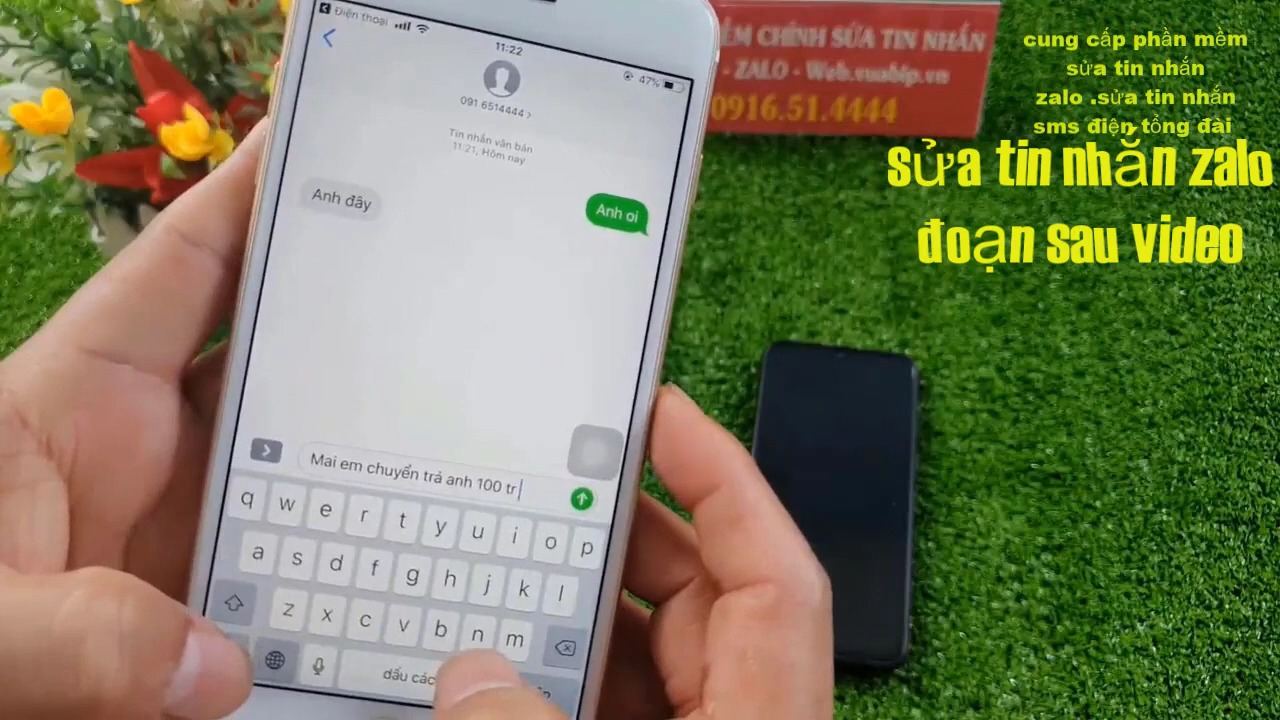 Điện thoại
11:22
47%
091 6514444 >
Tin nhắn văn bản
11:21, Hôm nay
Anh đây
Anh oi
Mai em chuyển trả anh 100 tr
q w e r t y u i o p
a s d f g h j k l
z x c v b n m
dấu các
ỀM CHỈNH SỬA TIN NHẮN
- ZALO - Web.vuabip.vn
0916.51.4444
cung cấp phần mềm
sửa tin nhắn
zalo .sửa tin nhắn
sms điện tổng đài
sửa tin nhắn zalo
đoạn sau video